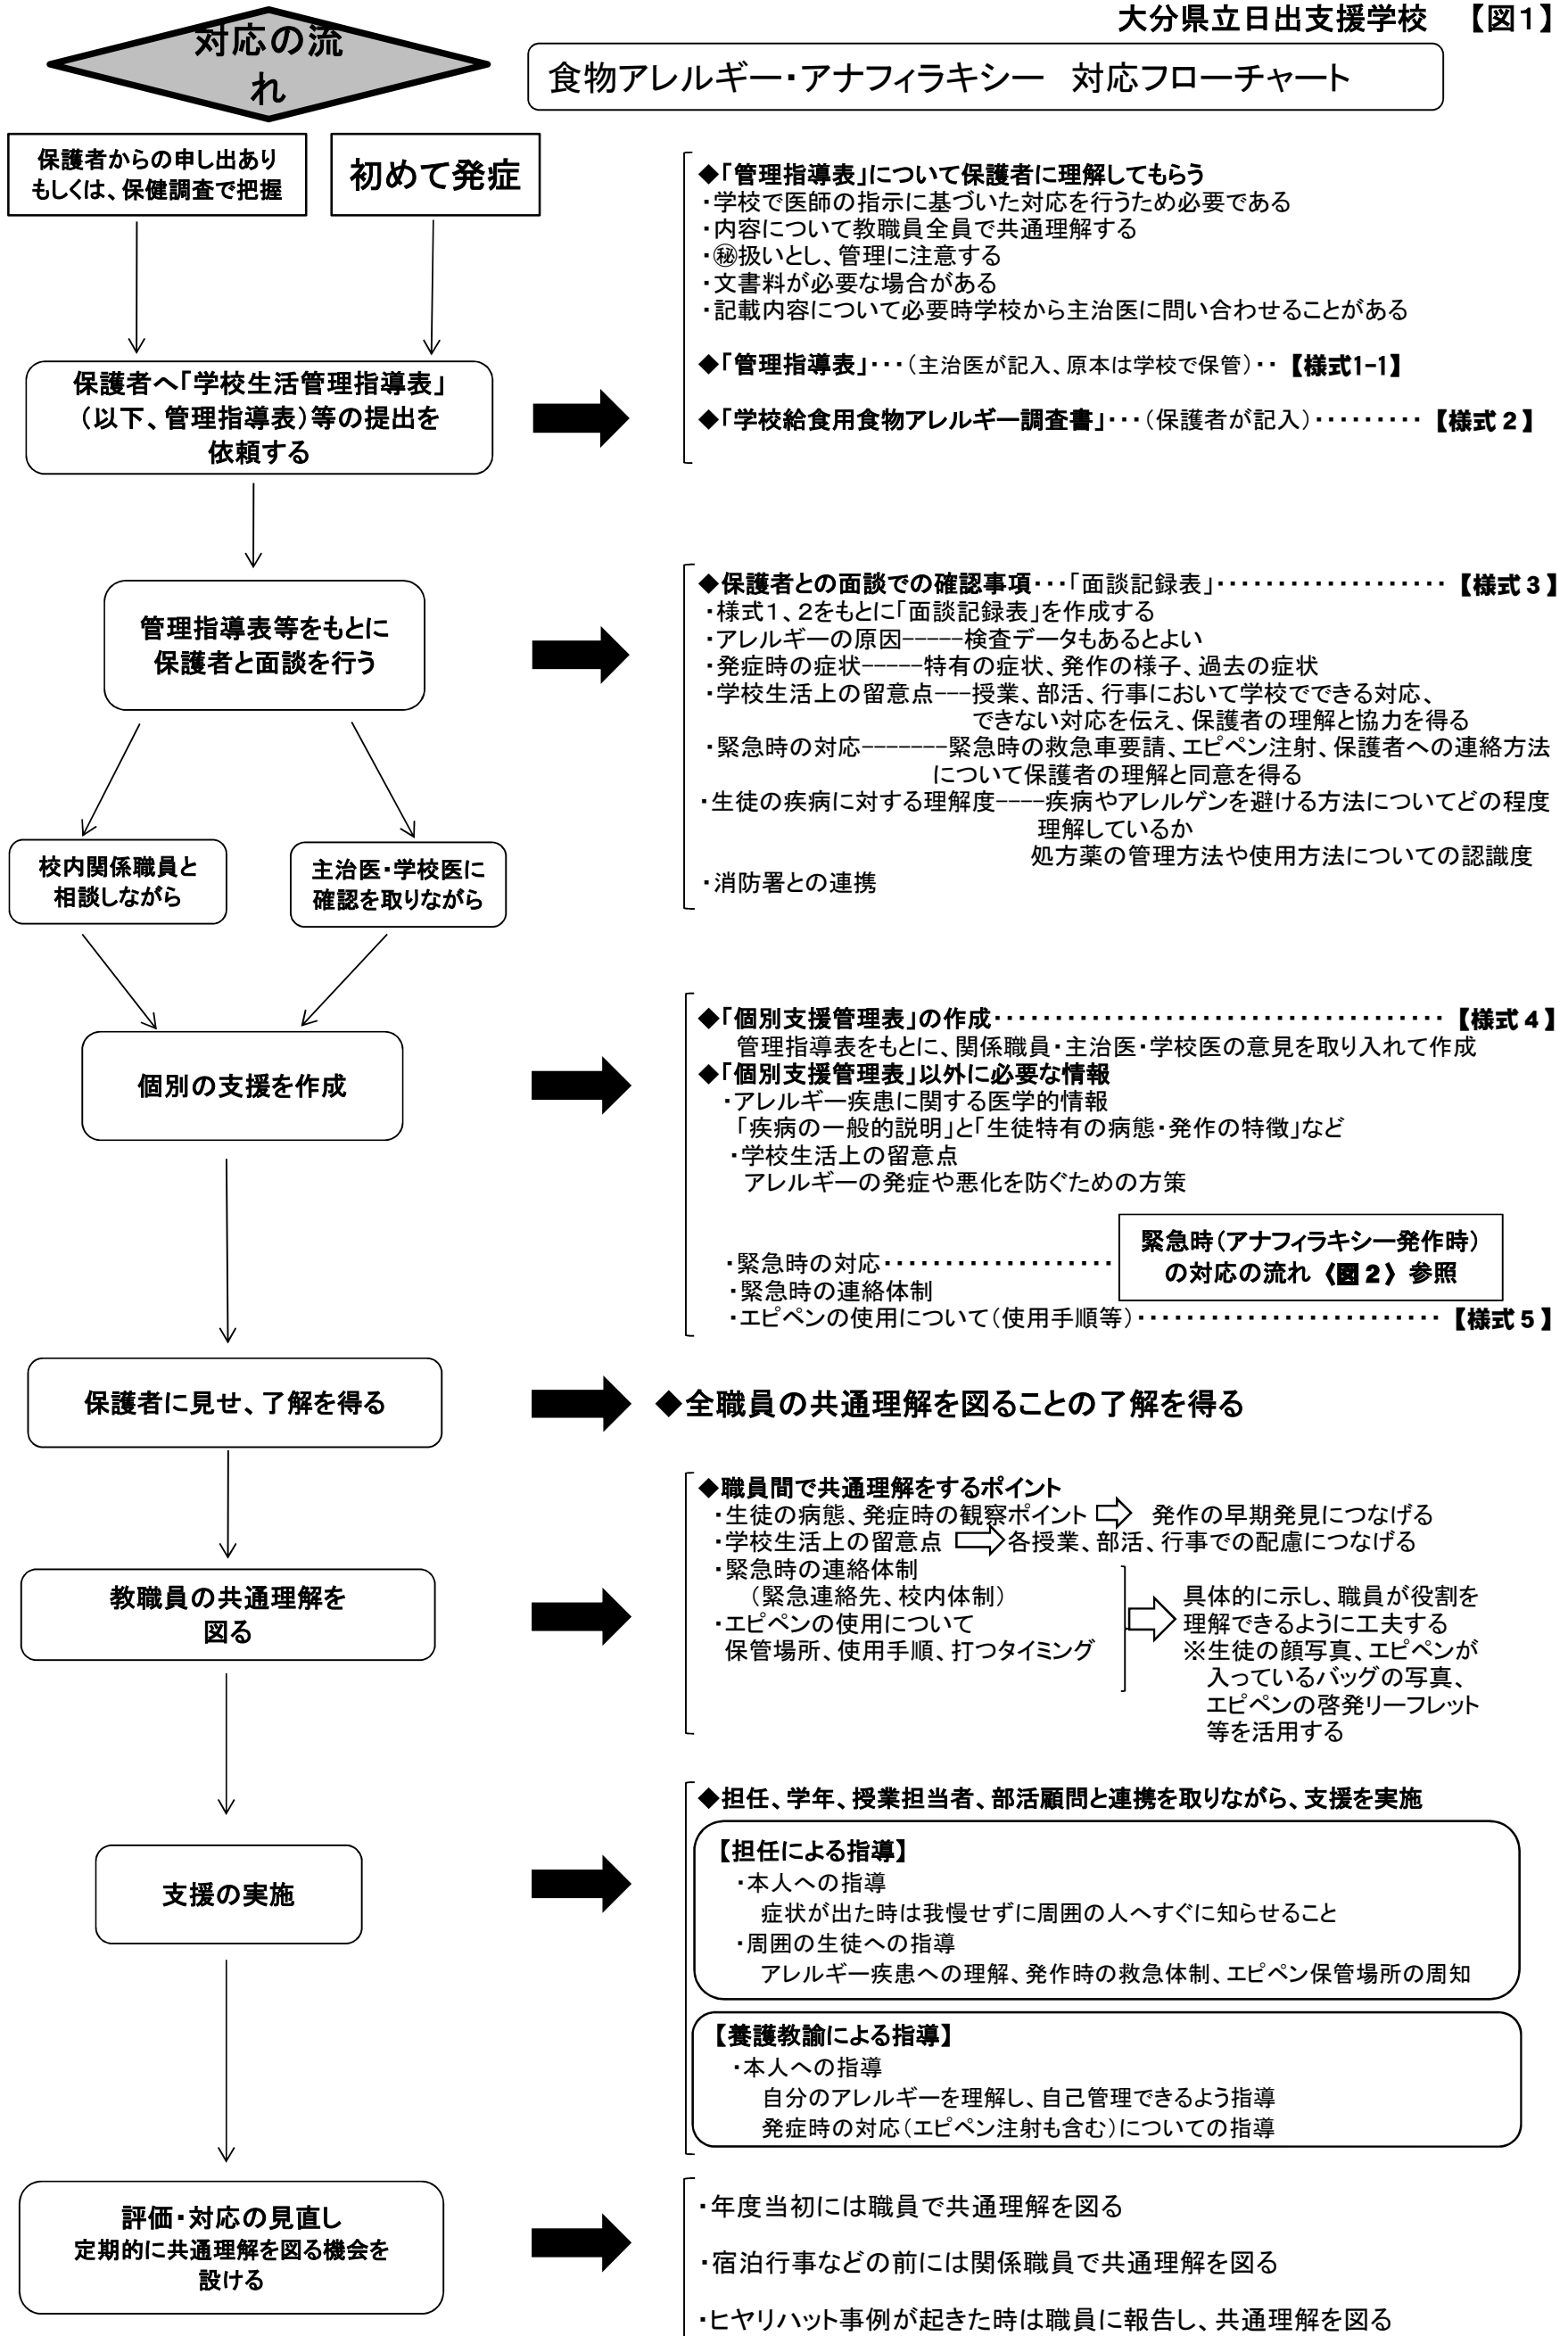 大分県立日出支援学校　【図1】
対応の流
れ
食物アレルギー・アナフィラキシー　対応フローチャート
保護者からの申し出あり
もしくは、保健調査で把握
初めて発症
◆「管理指導表」について保護者に理解してもらう
・学校で医師の指示に基づいた対応を行うため必要である
・内容について教職員全員で共通理解する
・㊙扱いとし、管理に注意する
・文書料が必要な場合がある
・記載内容について必要時学校から主治医に問い合わせることがある
◆「管理指導表」・・・（主治医が記入、原本は学校で保管）・・【様式1-1】
◆「学校給食用食物アレルギー調査書」・・・（保護者が記入）・・・・・・・・・【様式２】
保護者へ「学校生活管理指導表」
（以下、管理指導表）等の提出を
依頼する
管理指導表等をもとに
保護者と面談を行う
◆保護者との面談での確認事項・・・「面談記録表」・・・・・・・・・・・・・・・・・・・【様式３】
・様式１、２をもとに「面談記録表」を作成する
・アレルギーの原因-----検査データもあるとよい
・発症時の症状-----特有の症状、発作の様子、過去の症状
・学校生活上の留意点---授業、部活、行事において学校でできる対応、
できない対応を伝え、保護者の理解と協力を得る
・緊急時の対応-------緊急時の救急車要請、エピペン注射、保護者への連絡方法
について保護者の理解と同意を得る
・生徒の疾病に対する理解度----疾病やアレルゲンを避ける方法についてどの程度
理解しているか
処方薬の管理方法や使用方法についての認識度
・消防署との連携
校内関係職員と
相談しながら
主治医・学校医に
確認を取りながら
個別の支援を作成
◆「個別支援管理表」の作成・・・・・・・・・・・・・・・・・・・・・・・・・・・・・・・・・・・・・【様式４】
管理指導表をもとに、関係職員・主治医・学校医の意見を取り入れて作成
◆「個別支援管理表」以外に必要な情報
・アレルギー疾患に関する医学的情報
「疾病の一般的説明」と「生徒特有の病態・発作の特徴」など
・学校生活上の留意点
アレルギーの発症や悪化を防ぐための方策
・緊急時の対応・・・・・・・・・・・・・・・・・・・
緊急時（アナフィラキシー発作時）
の対応の流れ《図２》参照
・緊急時の連絡体制
・エピペンの使用について（使用手順等）・・・・・・・・・・・・・・・・・・・・・・・・・【様式５】
保護者に見せ、了解を得る
◆全職員の共通理解を図ることの了解を得る
教職員の共通理解を
図る
◆職員間で共通理解をするポイント
・生徒の病態、発症時の観察ポイント　発作の早期発見につなげる
・学校生活上の留意点　各授業、部活、行事での配慮につなげる
・緊急時の連絡体制
（緊急連絡先、校内体制）
・エピペンの使用について
保管場所、使用手順、打つタイミング
具体的に示し、職員が役割を
理解できるように工夫する
※生徒の顔写真、エピペンが
入っているバッグの写真、
エピペンの啓発リーフレット
等を活用する
支援の実施
◆担任、学年、授業担当者、部活顧問と連携を取りながら、支援を実施
【担任による指導】
・本人への指導
症状が出た時は我慢せずに周囲の人へすぐに知らせること
・周囲の生徒への指導
アレルギー疾患への理解、発作時の救急体制、エピペン保管場所の周知
【養護教諭による指導】
・本人への指導
自分のアレルギーを理解し、自己管理できるよう指導
発症時の対応（エピペン注射も含む）についての指導
評価・対応の見直し
定期的に共通理解を図る機会を
設ける
・年度当初には職員で共通理解を図る
・宿泊行事などの前には関係職員で共通理解を図る
・ヒヤリハット事例が起きた時は職員に報告し、共通理解を図る